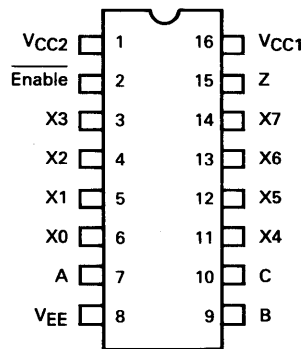 VCC2 1 16 VCC1
Enable 2 15 Z
X3 3 14 X7
X2 4 13 X6
X1 5 12 X5
X0 6 11 X4
A 7 10 C
VEE 8 9 B